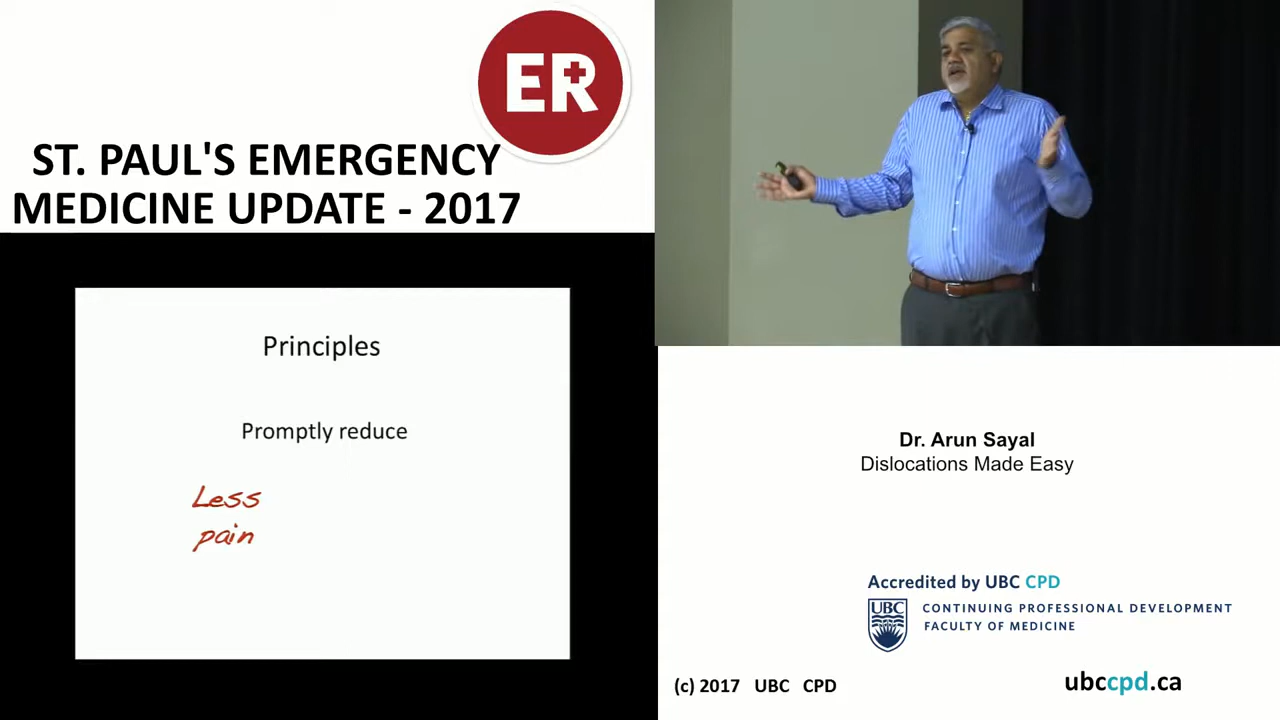 ER
ST. PAUL'S EMERGENCY
MEDICINE UPDATE - 2017
Principles
Promptly reduce
Less
pain
Dr. Arun Sayal
Dislocations Made Easy
Accredited by UBC CPD
UBC
CONTINUING PROFESSIONAL DEVELOPMENT
FACULTY OF MEDICINE
(c) 2017 UBC CPD
ubccpd.ca